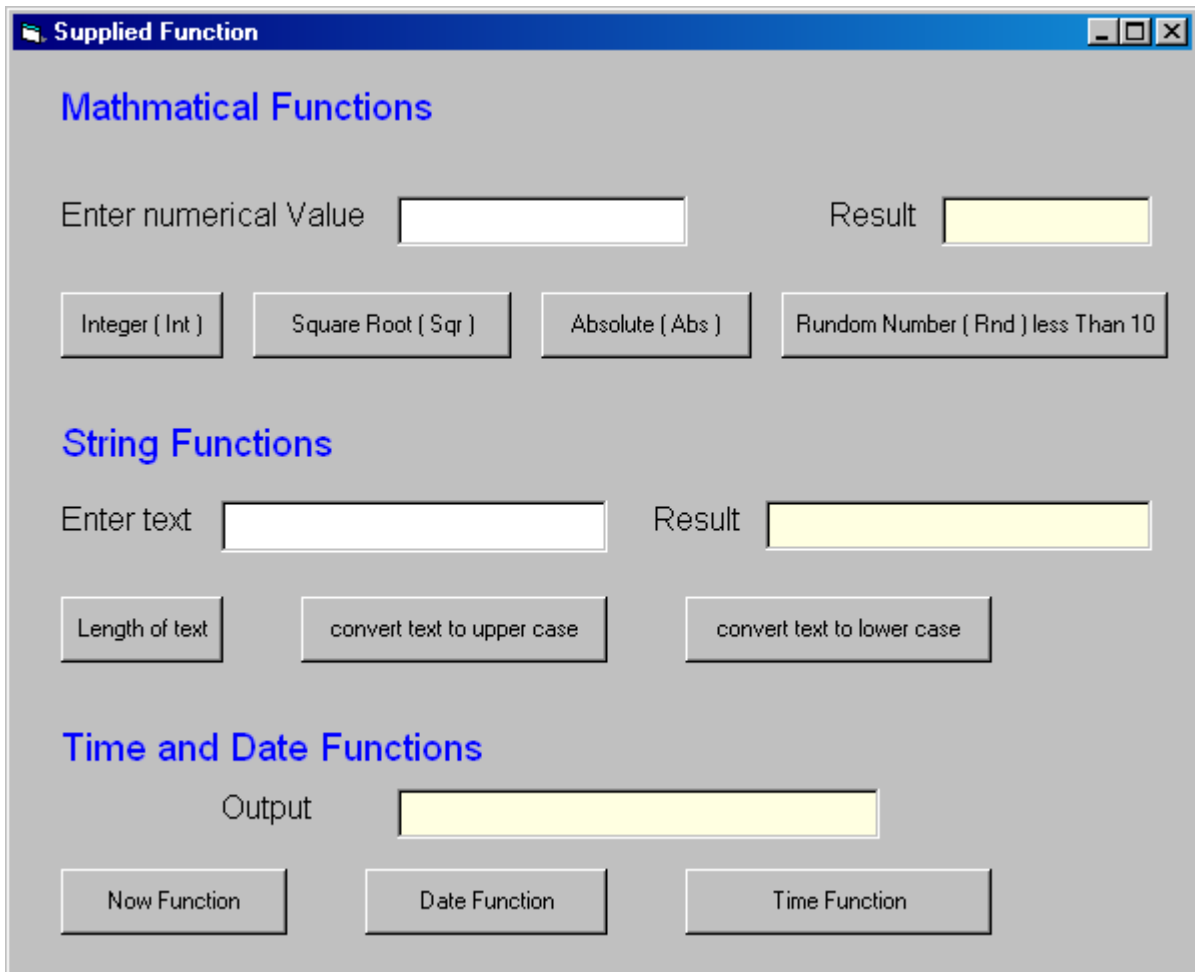 Supplied Function
Mathmatical Functions
Enter numerical Value Result
Integer ( Int ) Square Root ( Sqr ) Absolute ( Abs ) Rundom Number ( Rnd ) less Than 10
String Functions
Enter text Result
Length of text convert text to upper case convert text to lower case
Time and Date Functions
Output
Now Function Date Function Time Function